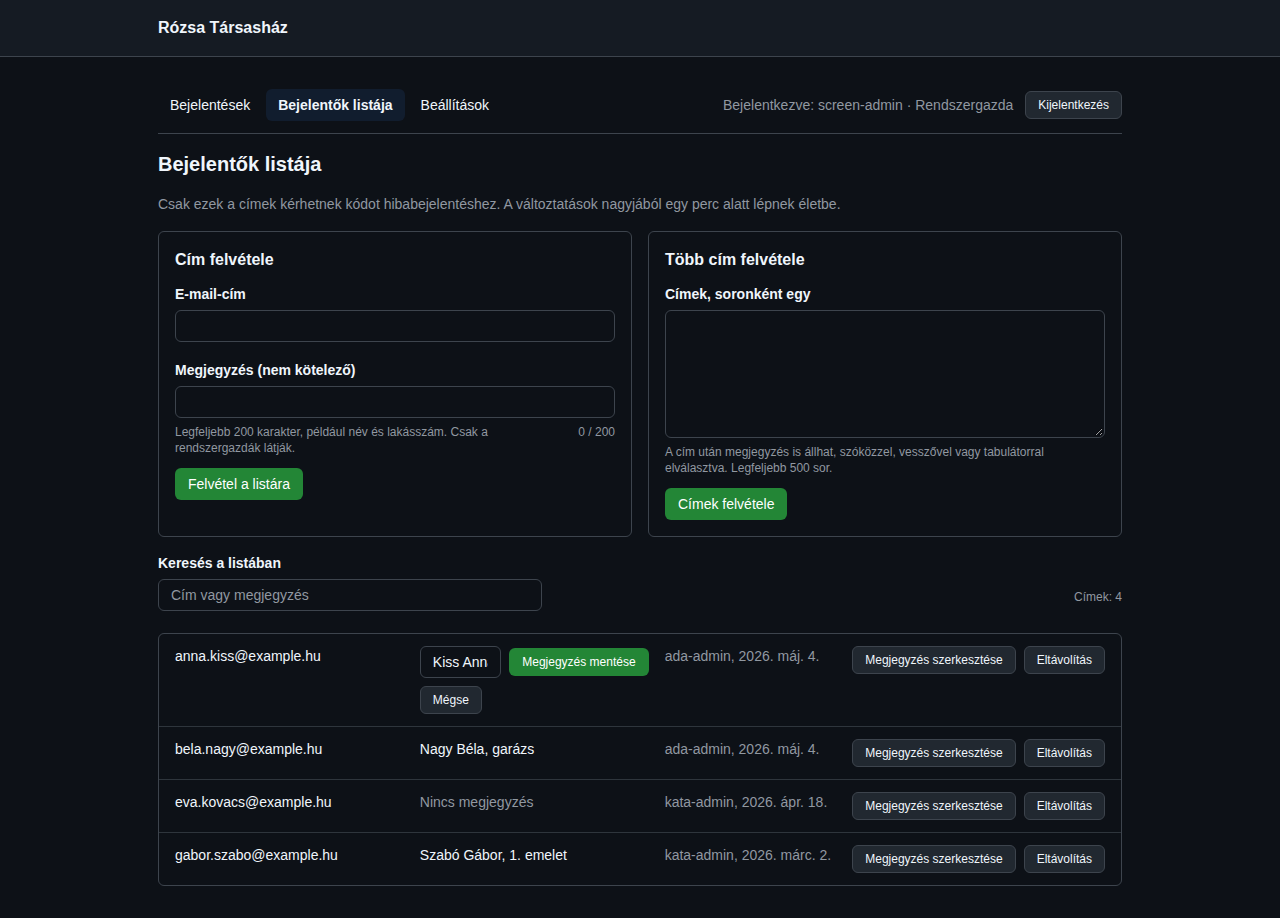 Rózsa Társasház
Bejelentések
Bejelentők listája
Beállítások
Bejelentkezve: screen-admin · Rendszergazda
Kijelentkezés
Bejelentők listája
Csak ezek a címek kérhetnek kódot hibabejelentéshez. A változtatások nagyjából egy perc alatt lépnek életbe.
Cím felvétele
E-mail-cím
Megjegyzés (nem kötelező)
Legfeljebb 200 karakter, például név és lakásszám. Csak a
rendszergazdák látják.
0 / 200
Felvétel a listára
Több cím felvétele
Címek, soronként egy
A cím után megjegyzés is állhat, szóközzel, vesszővel vagy tabulátorral
elválasztva. Legfeljebb 500 sor.
Címek felvétele
Keresés a listában
Cím vagy megjegyzés
Címek: 4
anna.kiss@example.hu
Kiss Ann
Megjegyzés mentése
Mégse
ada-admin, 2026. máj. 4.
Megjegyzés szerkesztése
Eltávolítás
bela.nagy@example.hu
Nagy Béla, garázs
ada-admin, 2026. máj. 4.
Megjegyzés szerkesztése
Eltávolítás
eva.kovacs@example.hu
Nincs megjegyzés
kata-admin, 2026. ápr. 18.
Megjegyzés szerkesztése
Eltávolítás
gabor.szabo@example.hu
Szabó Gábor, 1. emelet
kata-admin, 2026. márc. 2.
Megjegyzés szerkesztése
Eltávolítás